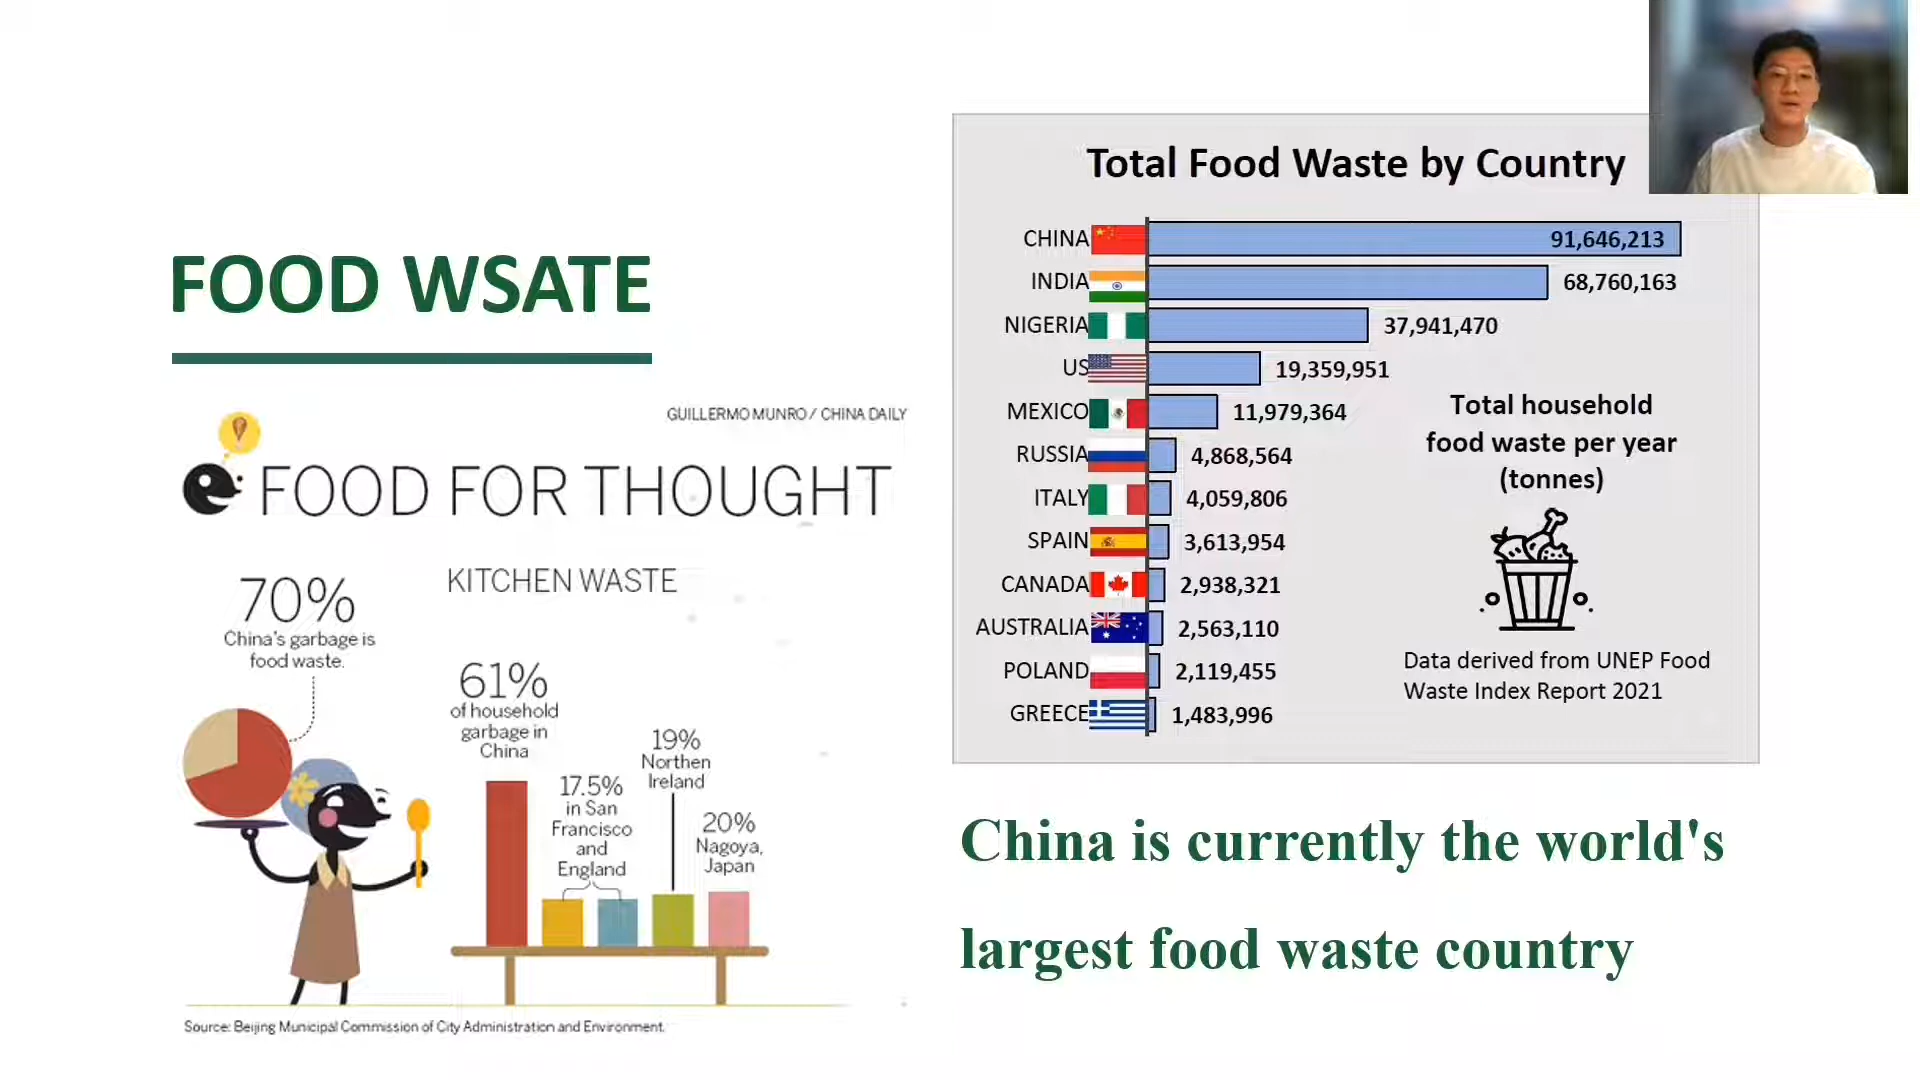 FOOD WSATE
GUILLERMO MUNRO / CHINA DAILY
FOOD FOR THOUGHT
70%
China's garbage is
food waste.
KITCHEN WASTE
61%
of household
garbage in
China
17.5%
in San
Francisco
and
England
19%
Northen
Ireland
20%
Nagoya,
Japan
Source: Beijing Municipal Commission of City Administration and Environment.
Total Food Waste by Country
CHINA 91,646,213
INDIA 68,760,163
NIGERIA 37,941,470
US 19,359,951
MEXICO 11,979,364
RUSSIA 4,868,564
ITALY 4,059,806
SPAIN 3,613,954
CANADA 2,938,321
AUSTRALIA 2,563,110
POLAND 2,119,455
GREECE 1,483,996
Total household
food waste per year
(tonnes)
Data derived from UNEP Food
Waste Index Report 2021
China is currently the world's
largest food waste country